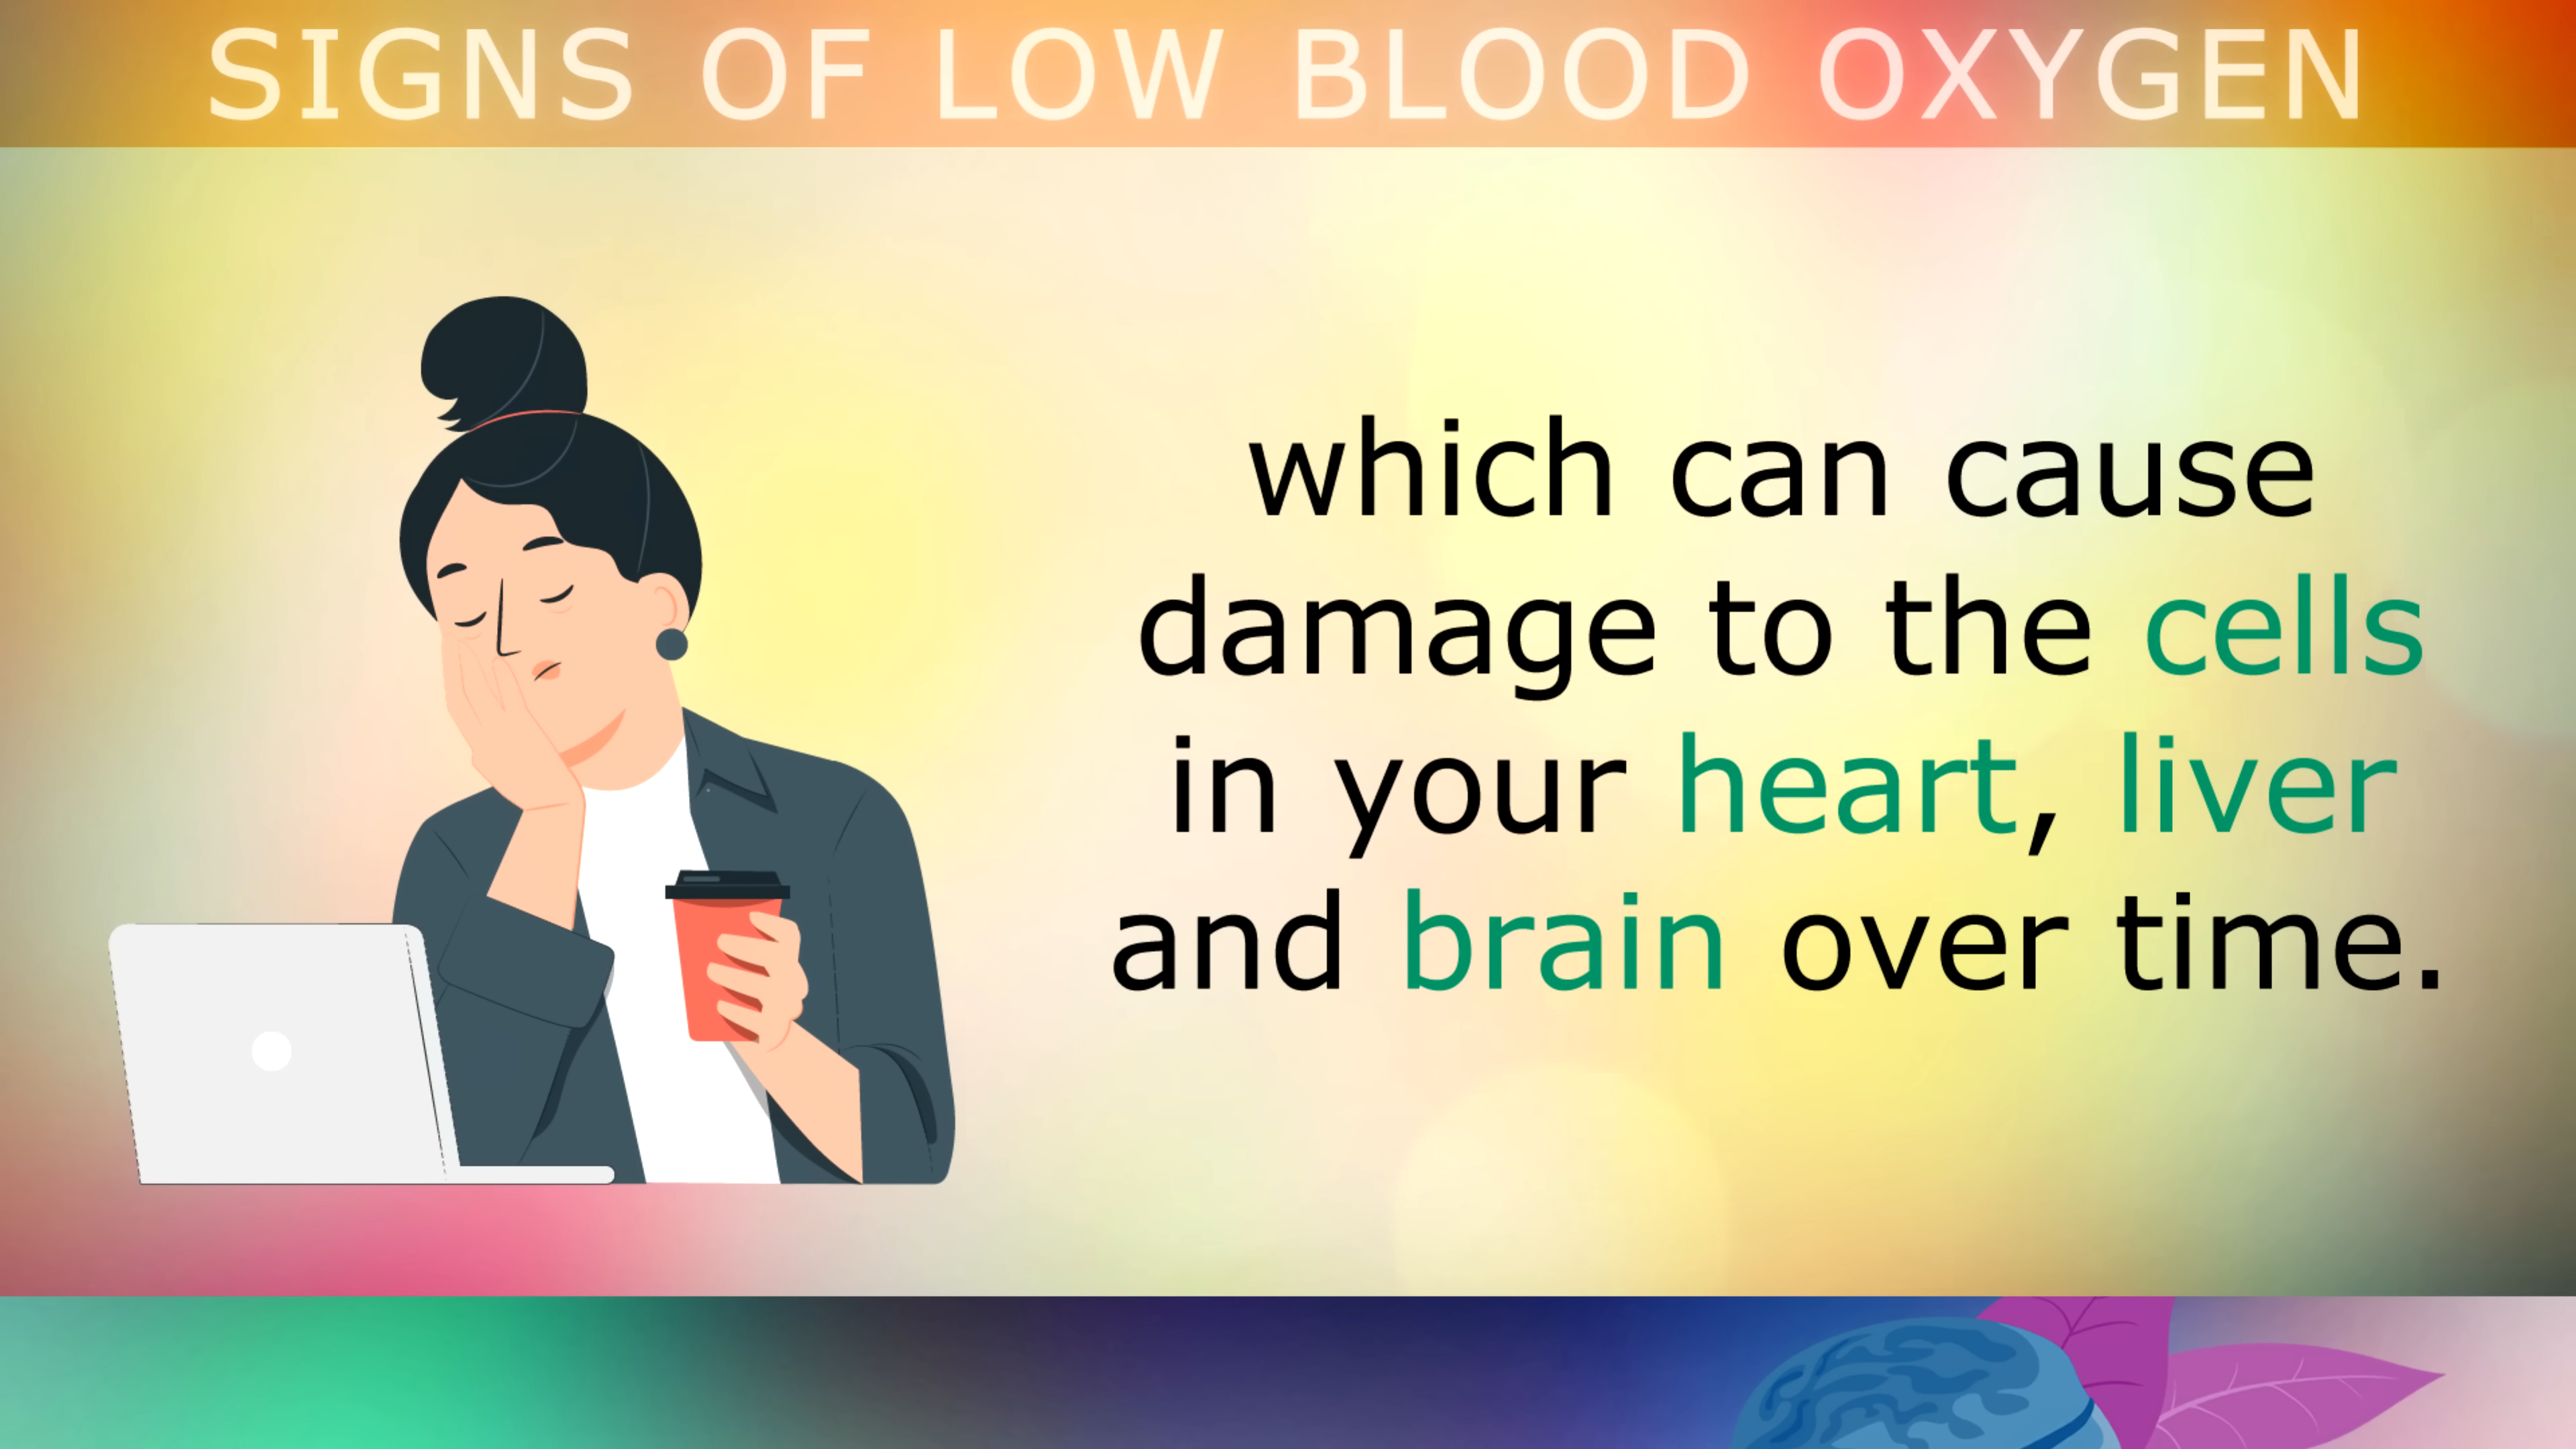 SIGNS OF LOW BLOOD OXYGEN
which can cause
damage to the cells
in your heart, liver
and brain over time.